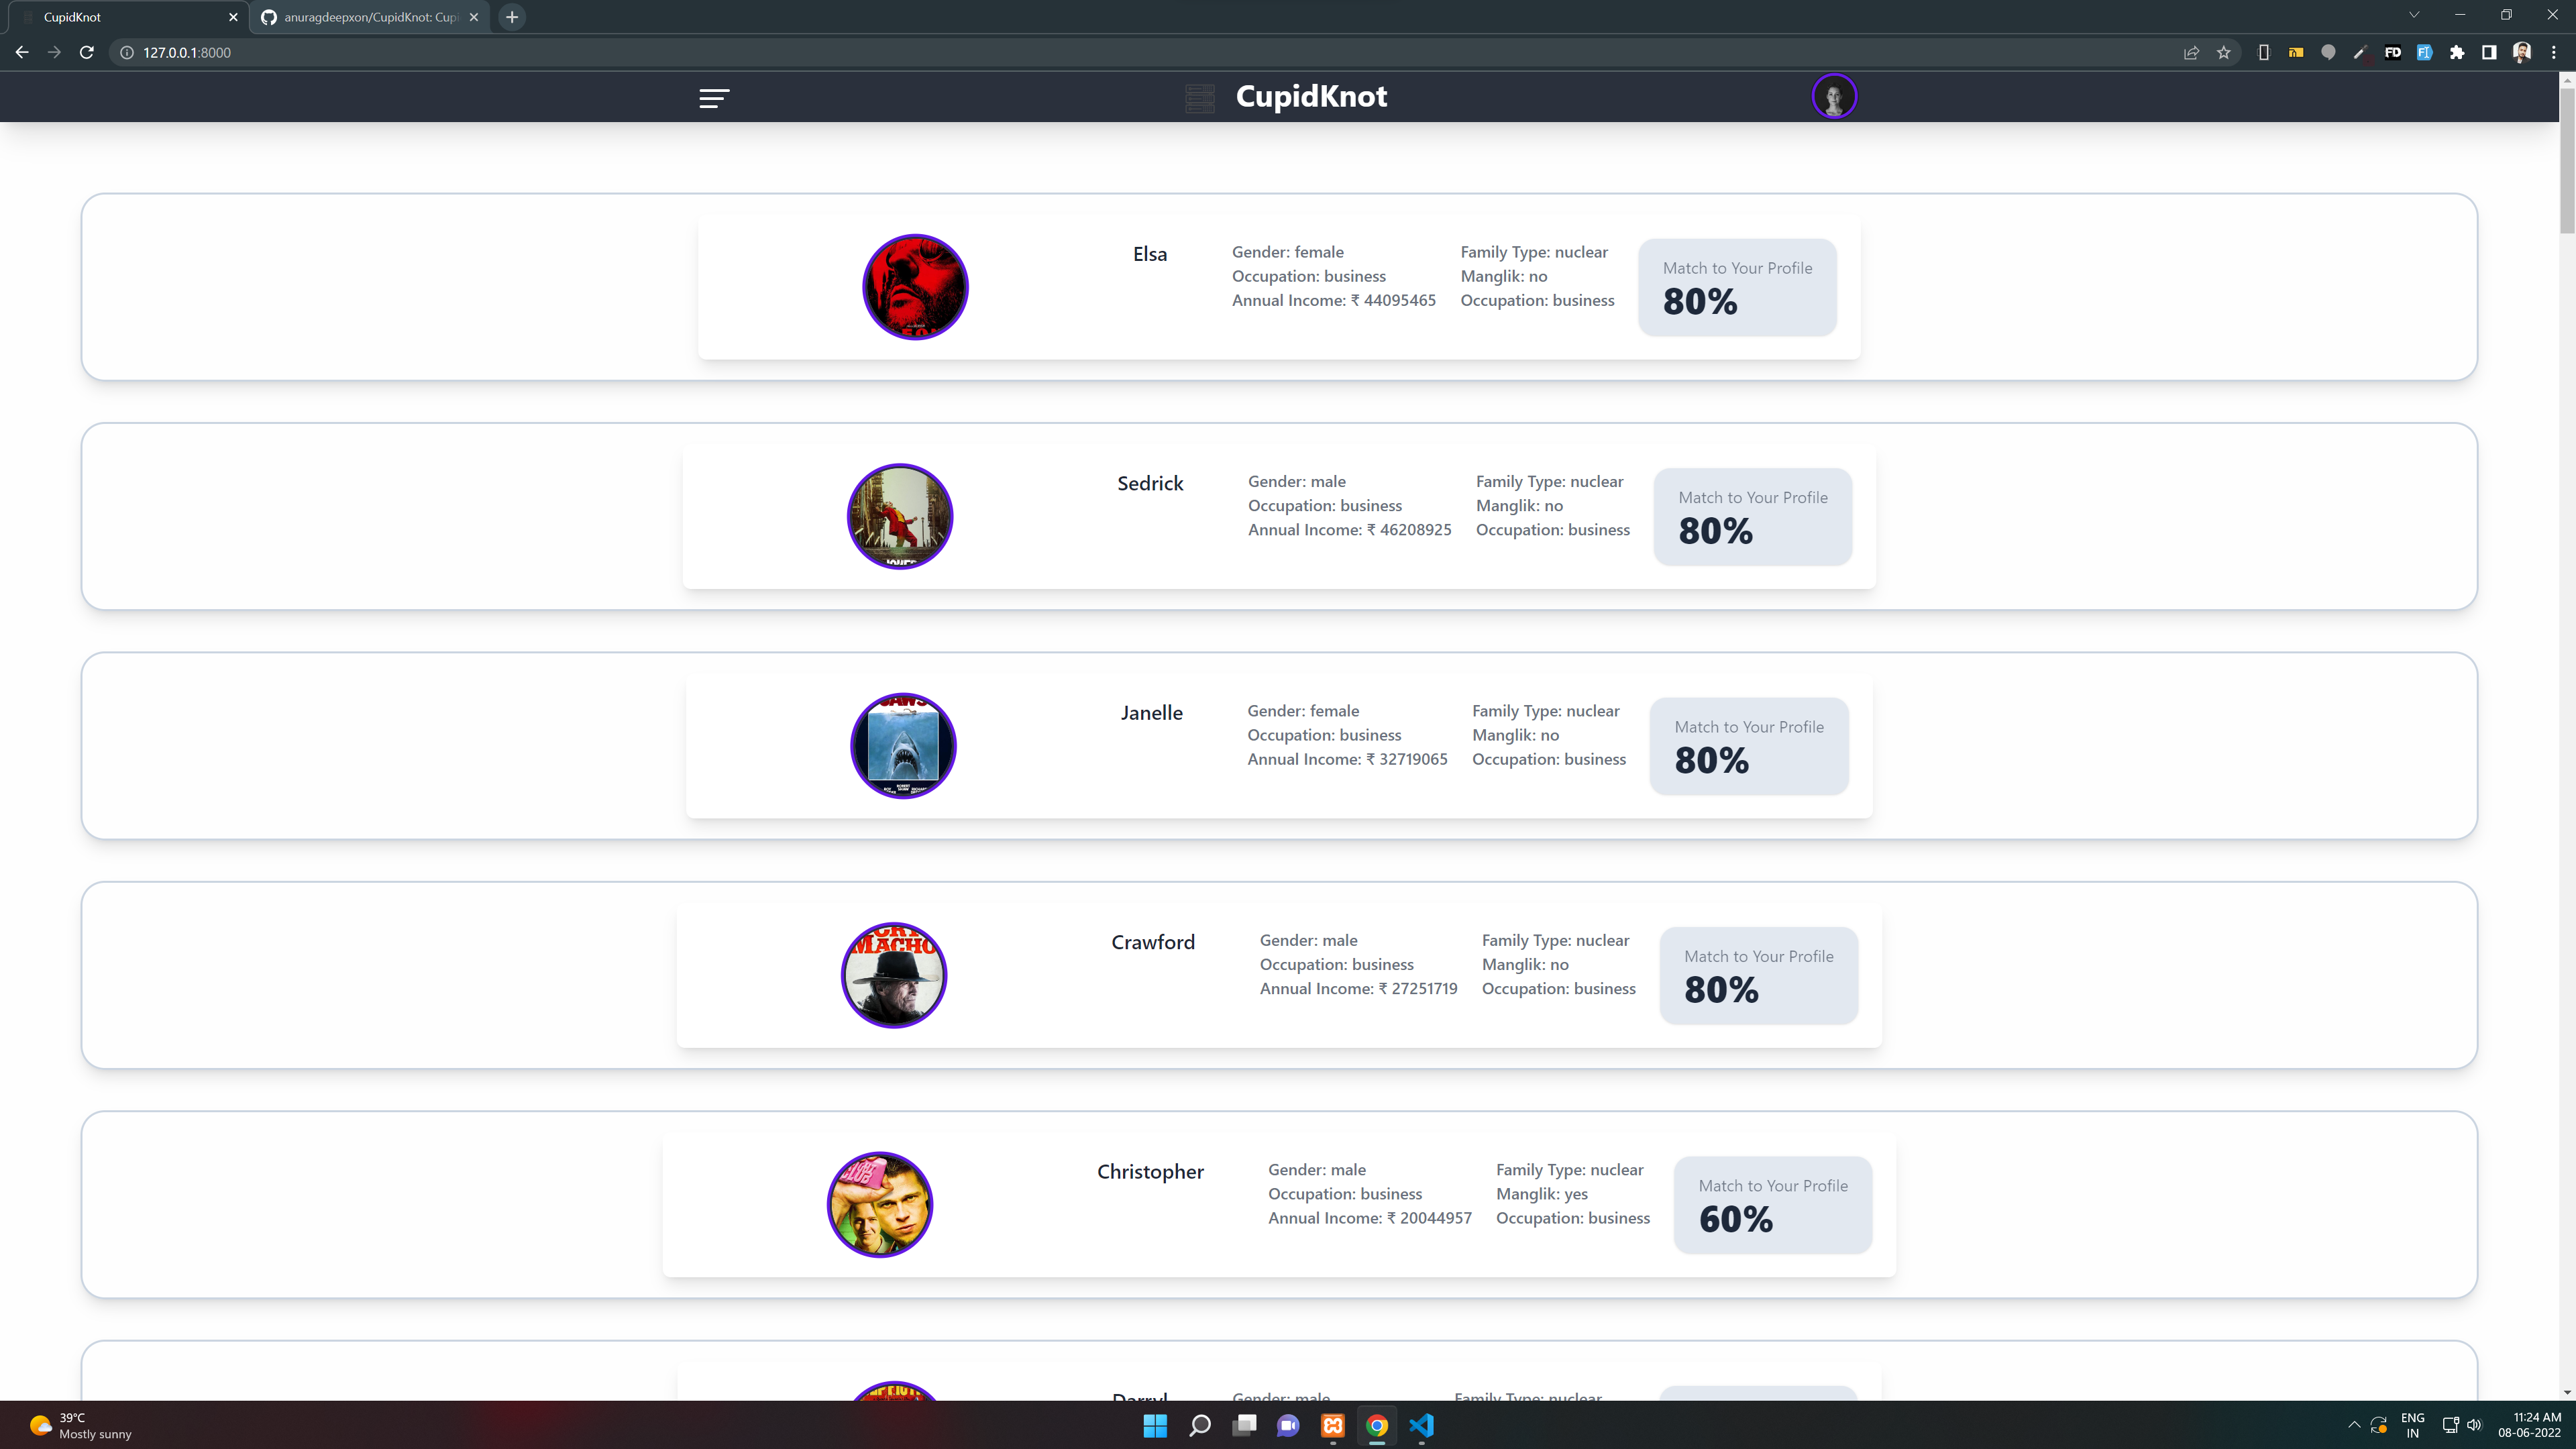 CupidKnot
anuragdeepxon/CupidKnot: Cupi
127.0.0.1:8000
FD
CupidKnot
Elsa
Gender: female
Occupation: business
Annual Income: ₹ 44095465
Family Type: nuclear
Manglik: no
Occupation: business
Match to Your Profile
80%
Sedrick
Gender: male
Occupation: business
Annual Income: ₹ 46208925
Family Type: nuclear
Manglik: no
Occupation: business
Match to Your Profile
80%
JAWS
Janelle
Gender: female
Occupation: business
Annual Income: ₹ 32719065
Family Type: nuclear
Manglik: no
Occupation: business
Match to Your Profile
80%
CRY
MACHO
Crawford
Gender: male
Occupation: business
Annual Income: ₹ 27251719
Family Type: nuclear
Manglik: no
Occupation: business
Match to Your Profile
80%
CLUB
Christopher
Gender: male
Occupation: business
Annual Income: ₹ 20044957
Family Type: nuclear
Manglik: yes
Occupation: business
Match to Your Profile
60%
Darryl
Gender: male
Family Type: nuclear
39°C
Mostly sunny
ENG
IN
11:24 AM
08-06-2022